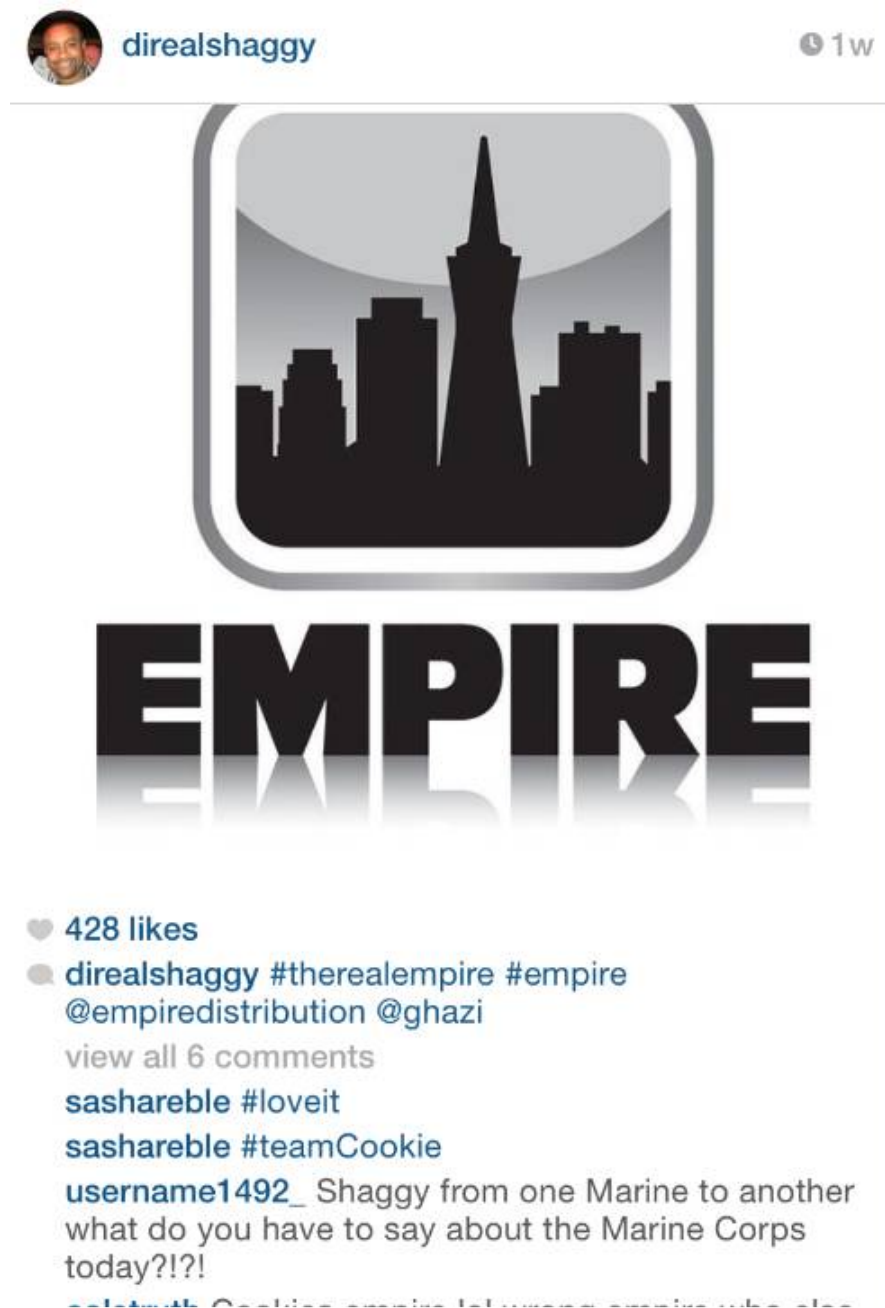 direalshaggy 1w
EMPIRE
428 likes
direalshaggy #therealempire #empire
@empiredistribution @ghazi
view all 6 comments
sashareble #loveit
sashareble #teamCookie
username1492_ Shaggy from one Marine to another
what do you have to say about the Marine Corps
today?!?!